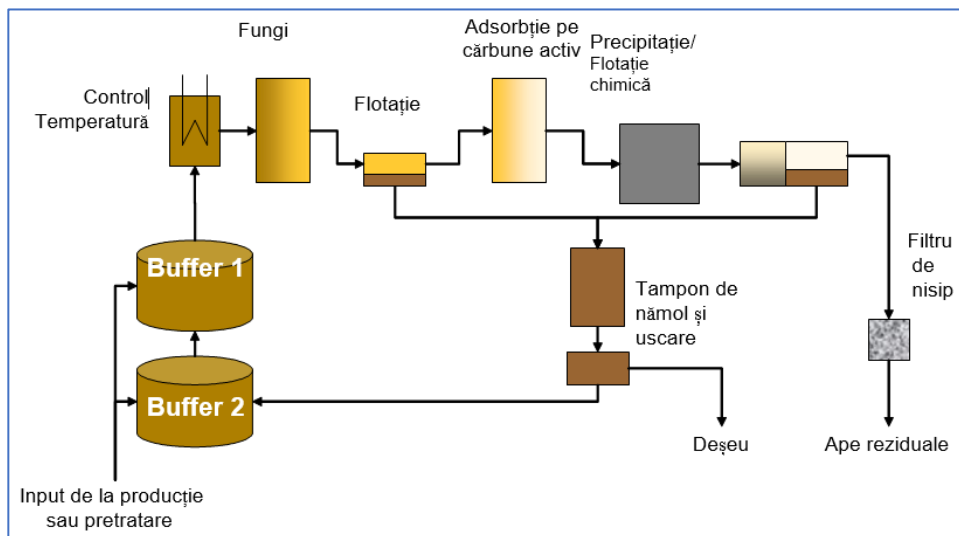 Fungi
Adsorbție pe
cărbune activ
Precipitație/
Flotație
chimică
Control
Temperatură
Flotație
Buffer 1
Filtru
de
nisip
Tampon de
nămol și
uscare
Buffer 2
Deșeu
Ape reziduale
Input de la producție
sau pretratare